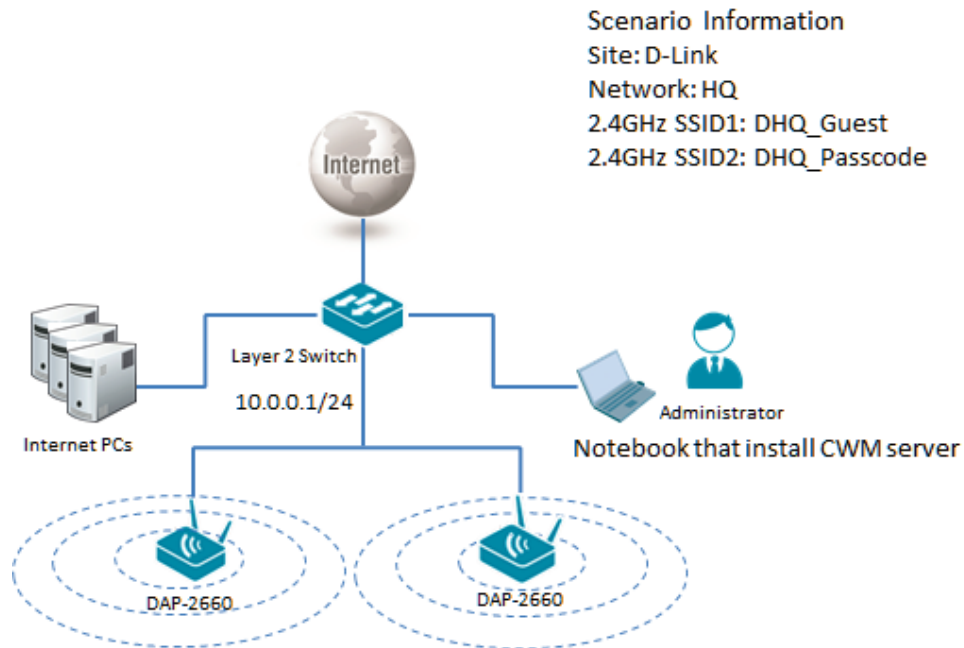 Scenario Information
Site: D-Link
Network: HQ
2.4GHz SSID1: DHQ_Guest
2.4GHz SSID2: DHQ_Passcode
Internet
Layer 2 Switch
10.0.0.1/24
Internet PCs
Administrator
Notebook that install CWM server
DAP-2660
DAP-2660